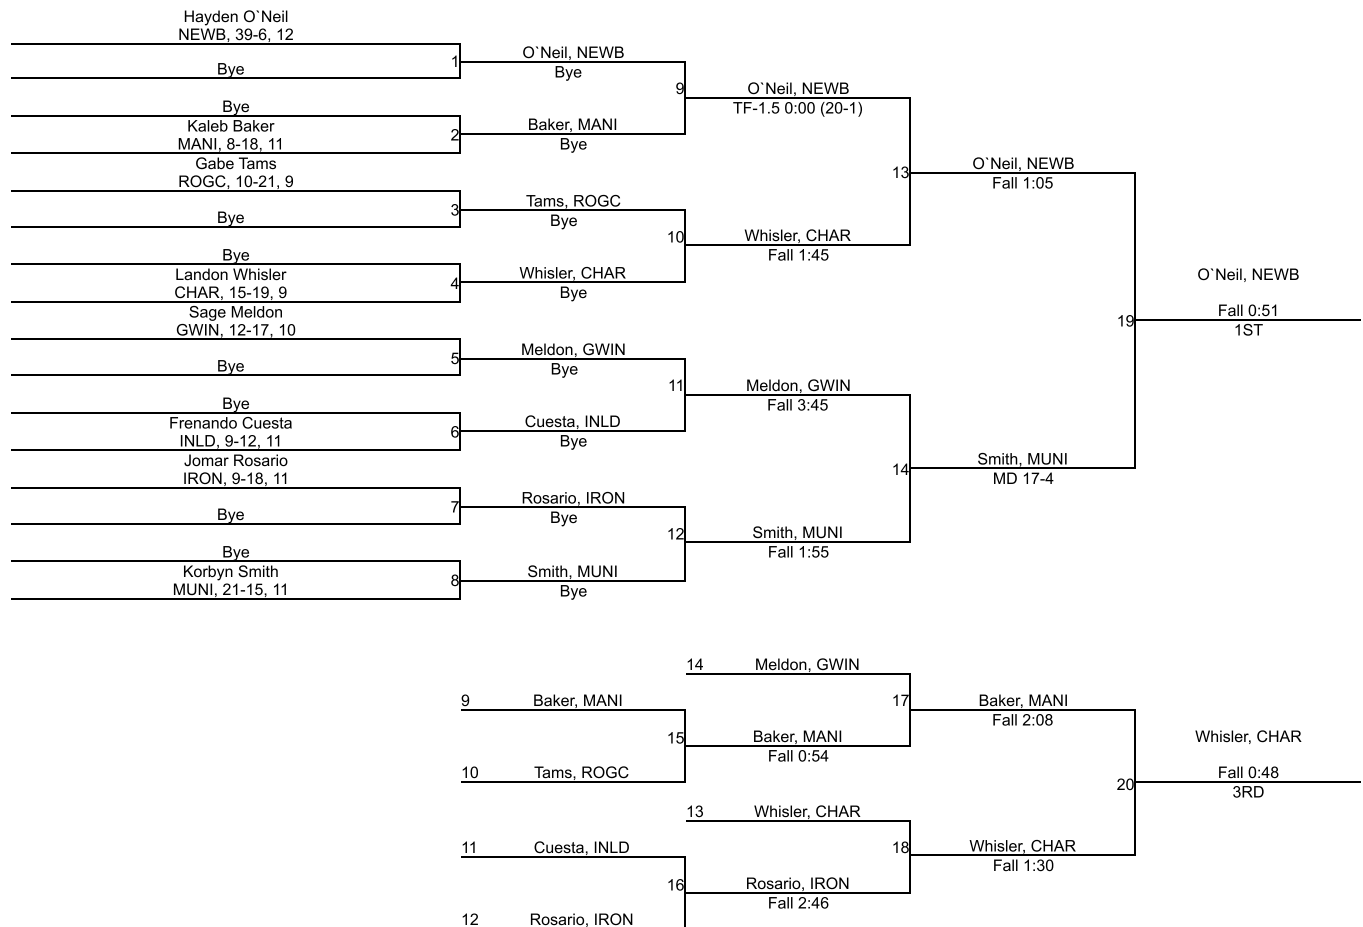 Hayden O`Neil
NEWB, 39-6, 12
Bye
1
Bye
Kaleb Baker
MANI, 8-18, 11
2
Gabe Tams
ROGC, 10-21, 9
Bye
3
Bye
Landon Whisler
CHAR, 15-19, 9
4
Sage Meldon
GWIN, 12-17, 10
Bye
5
Bye
Frenando Cuesta
INLD, 9-12, 11
6
Jomar Rosario
IRON, 9-18, 11
Bye
7
Bye
Korbyn Smith
MUNI, 21-15, 11
8
O`Neil, NEWB
Bye
9
Baker, MANI
Bye
Tams, ROGC
Bye
10
Whisler, CHAR
Bye
Meldon, GWIN
Bye
11
Cuesta, INLD
Bye
Rosario, IRON
Bye
12
Smith, MUNI
Bye
O`Neil, NEWB
TF-1.5 0:00 (20-1)
13
Whisler, CHAR
Fall 1:45
Meldon, GWIN
Fall 3:45
14
Smith, MUNI
Fall 1:55
O`Neil, NEWB
Fall 1:05
19
Smith, MUNI
MD 17-4
O`Neil, NEWB
Fall 0:51
1ST
9 Baker, MANI
15
10 Tams, ROGC
11 Cuesta, INLD
16
12 Rosario, IRON
14 Meldon, GWIN
17
Baker, MANI
Fall 0:54
13 Whisler, CHAR
18
Rosario, IRON
Fall 2:46
Baker, MANI
Fall 2:08
20
Whisler, CHAR
Fall 1:30
Whisler, CHAR
Fall 0:48
3RD